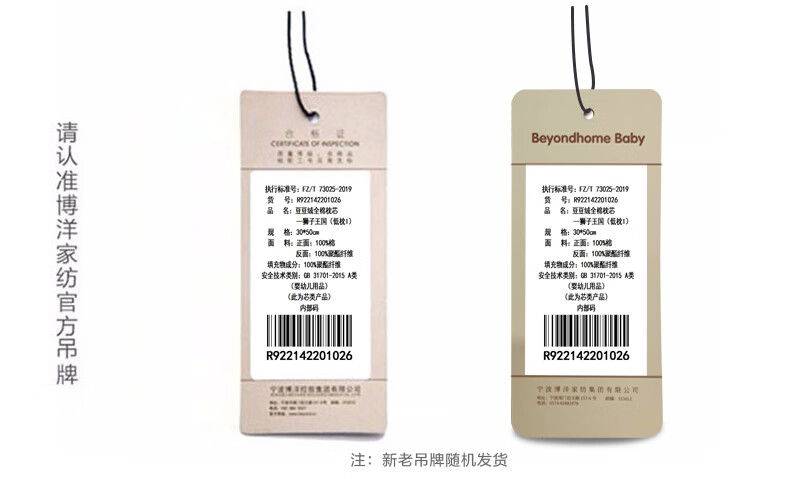 请认准博洋家纺官方吊牌
合格证
CERTIFICATE OF INSPECTION
执行标准号: FZ/T 73025-2019
货 号: R922142201026
品 名: 豆豆绒全棉枕芯
—狮子王国(低枕I)
规 格: 30*50cm
面 料: 正面: 100%棉
反面: 100%聚酯纤维
填充物成分: 100%聚酯纤维
安全技术类别: GB 31701-2015 A类
(婴幼儿用品)
(此为芯类产品)
内部码
R922142201026
宁波博洋控股集团有限公司
Beyondhome Baby
执行标准号: FZ/T 73025-2019
货 号: R922142201026
品 名: 豆豆绒全棉枕芯
—狮子王国(低枕I)
规 格: 30*50cm
面 料: 正面: 100%棉
反面: 100%聚酯纤维
填充物成分: 100%聚酯纤维
安全技术类别: GB 31701-2015 A类
(婴幼儿用品)
(此为芯类产品)
内部码
R922142201026
宁波博洋家纺集团有限公司
注: 新老吊牌随机发货